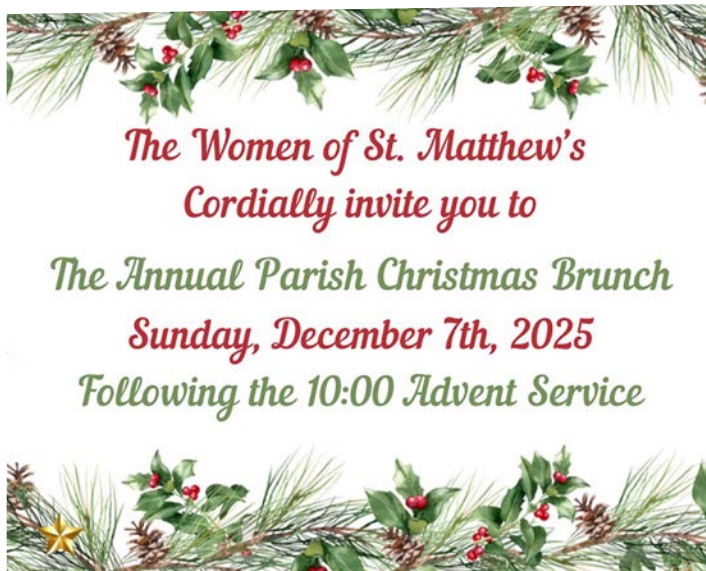 The Women of St. Matthew's
Cordially invite you to
The Annual Parish Christmas Brunch
Sunday, December 7th, 2025
Following the 10:00 Advent Service